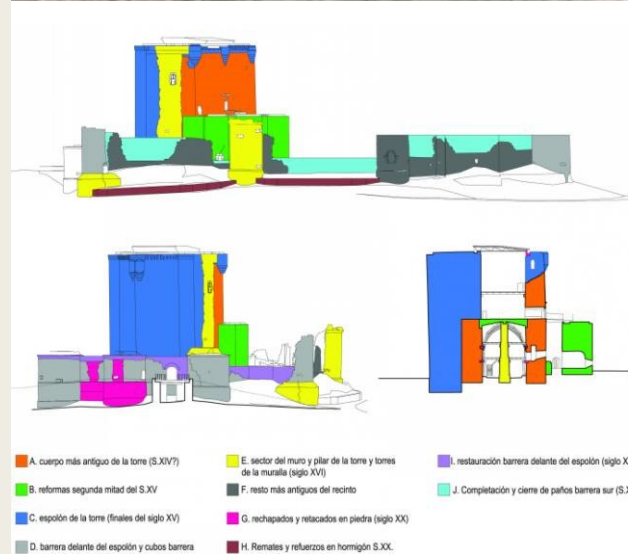 A. cuerpo más antiguo de la torre (S.XIV?)
B. reformas segunda mitad del S.XV
C. espolón de la torre (finales del siglo XV)
D. barrera delante del espolón y cubos barrera
E. sector del muro y pilar de la torre y torres
de la muralla (siglo XVI)
F. resto más antiguos del recinto
G. rechapados y retacados en piedra (siglo XX)
H. Remates y refuerzos en hormigón S.XX.
I. restauración barrera delante del espolón (siglo
J. Completación y cierre de paños barrera sur